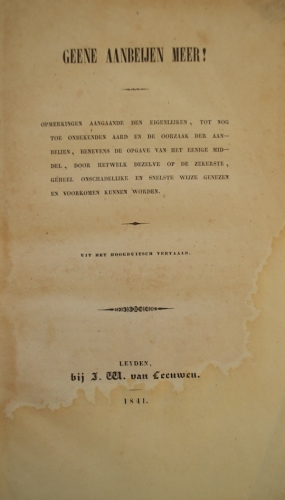 GEENE AANBEIJEN MEER!
OPMERKINGEN AANGAANDE DEN EIGENLIJKEN, TOT NOG
TOE ONBEKENDEN AARD EN DE OORZAAK DER AAN—
BEIJEN, BENEVENS DE OPGAVE VAN HET EENIGE MID—
DEL, DOOR HETWELK DEZELVE OP DE ZEKERSTE,
GEHEEL ONSCHADELIJKE EN SNELSTE WIJZE GENEZEN
EN VOORKOMEN KUNNEN WORDEN.
UIT HET HOOGDUITSCH VERTAALD.
LEYDEN,
bij J. W. van Leeuwen.
1841.